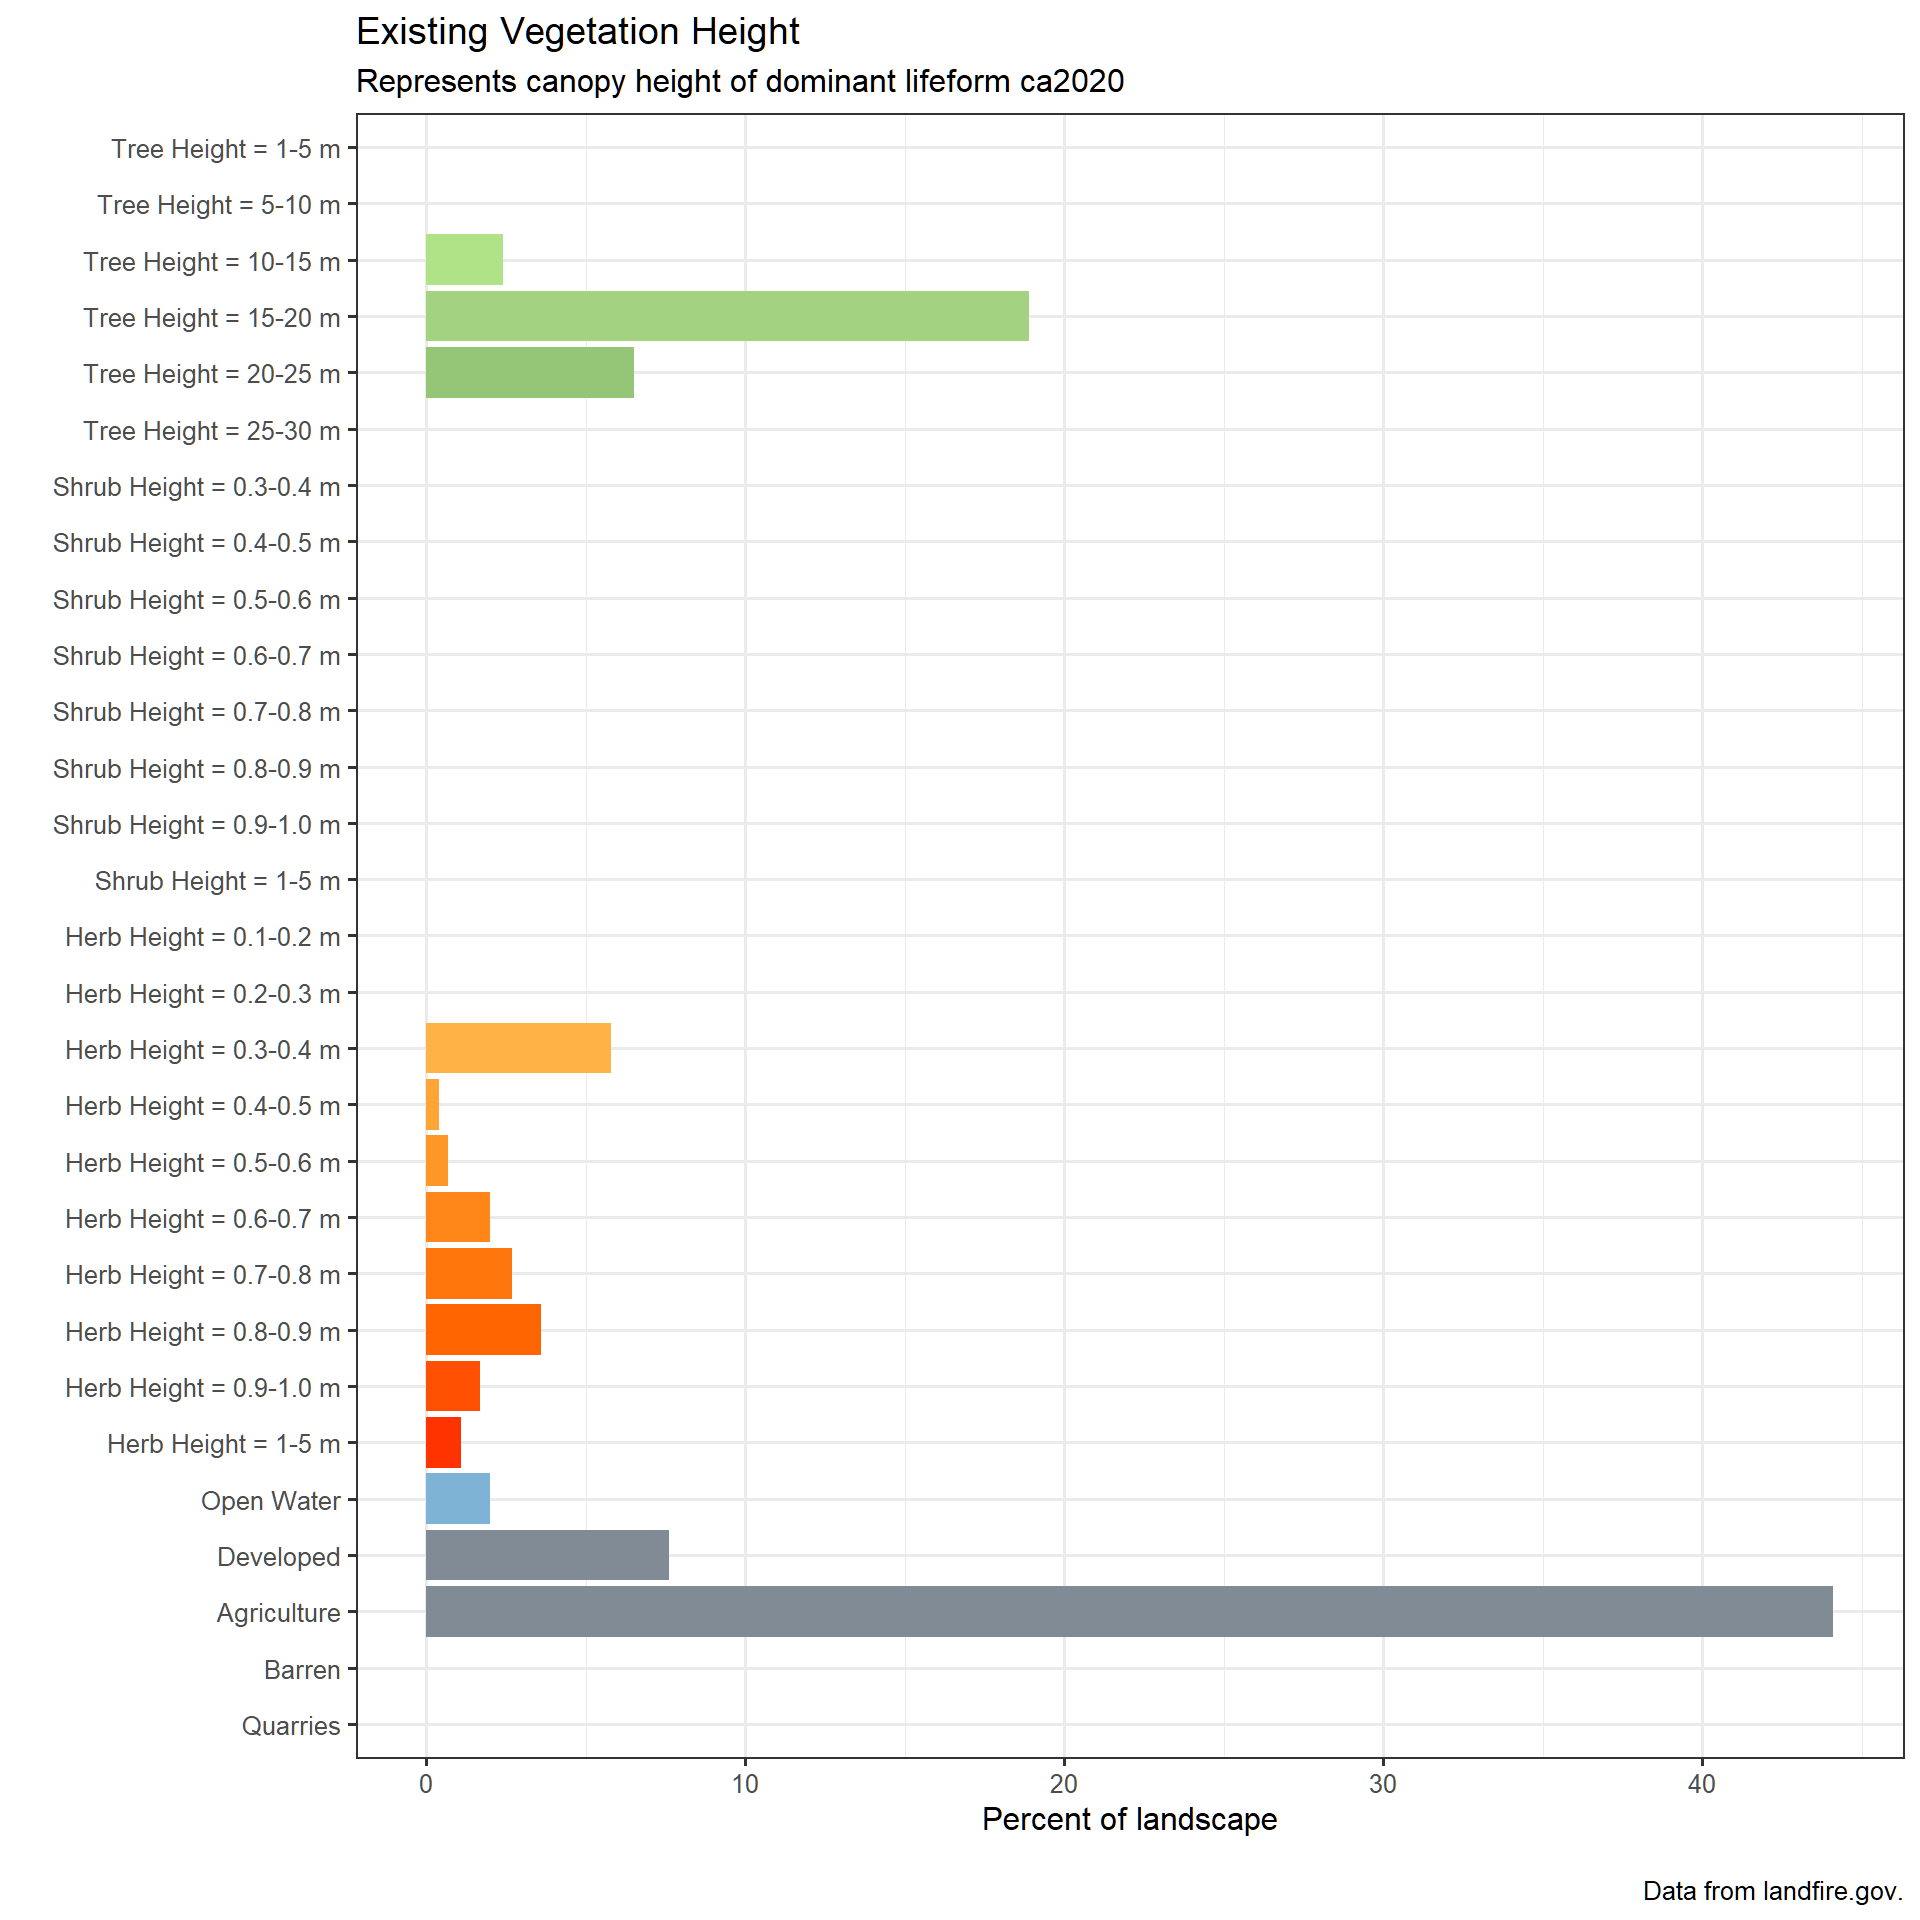 Existing Vegetation Height
Represents canopy height of dominant lifeform ca2020
Tree Height = 1-5 m
Tree Height = 5-10 m
Tree Height = 10-15 m
Tree Height = 15-20 m
Tree Height = 20-25 m
Tree Height = 25-30 m
Shrub Height = 0.3-0.4 m
Shrub Height = 0.4-0.5 m
Shrub Height = 0.5-0.6 m
Shrub Height = 0.6-0.7 m
Shrub Height = 0.7-0.8 m
Shrub Height = 0.8-0.9 m
Shrub Height = 0.9-1.0 m
Shrub Height = 1-5 m
Herb Height = 0.1-0.2 m
Herb Height = 0.2-0.3 m
Herb Height = 0.3-0.4 m
Herb Height = 0.4-0.5 m
Herb Height = 0.5-0.6 m
Herb Height = 0.6-0.7 m
Herb Height = 0.7-0.8 m
Herb Height = 0.8-0.9 m
Herb Height = 0.9-1.0 m
Herb Height = 1-5 m
Open Water
Developed
Agriculture
Barren
Quarries
0 10 20 30 40
Percent of landscape
Data from landfire.gov.